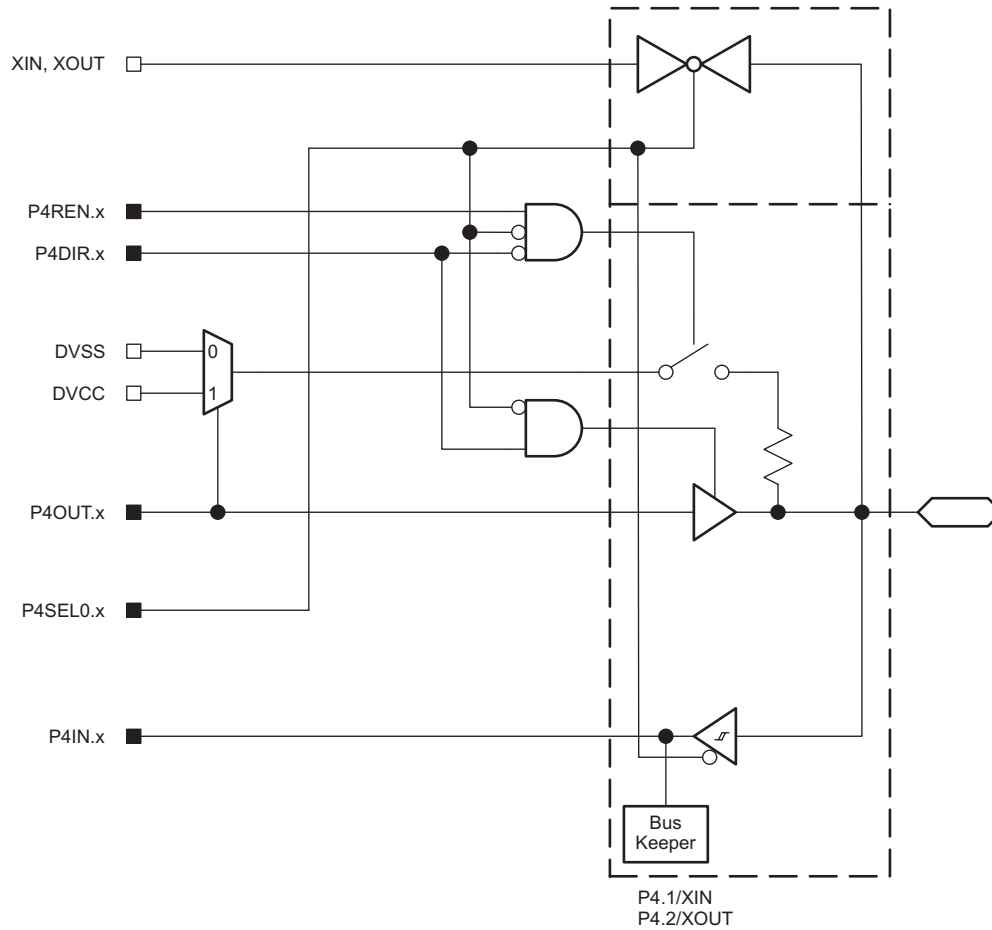 XIN, XOUT
P4REN.x
P4DIR.x
DVSS
0
DVCC
1
P4OUT.x
P4SEL0.x
P4IN.x
Bus
Keeper
P4.1/XIN
P4.2/XOUT